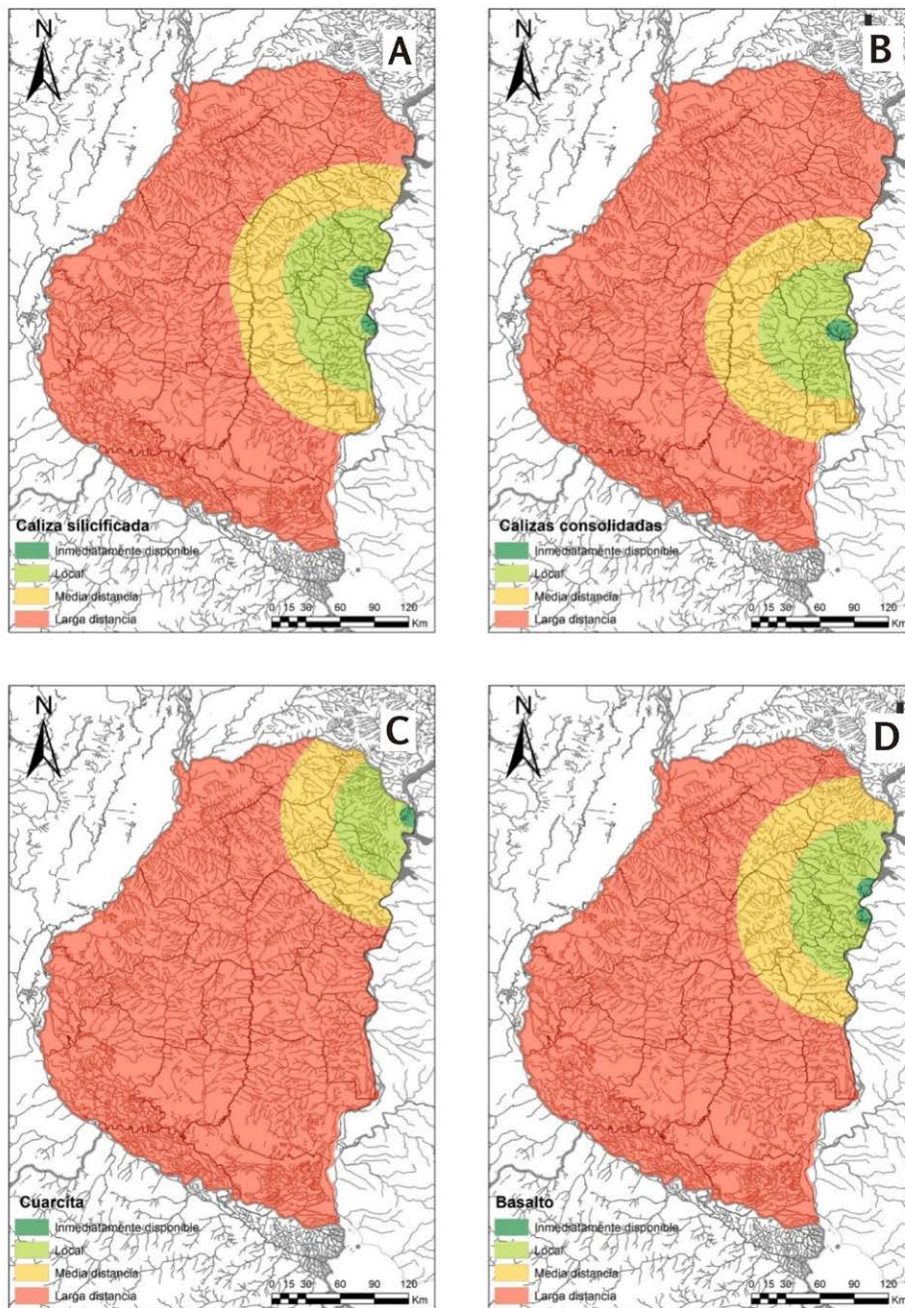 N
A
Caliza silicificada
Inmediatamente disponible
Local
Media distancia
Larga distancia
0 15 30 60 90 120
Km
N
B
Calizas consolidadas
Inmediatamente disponible
Local
Media distancia
Larga distancia
0 15 30 60 90 120
Km
N
C
Cuarcita
Inmediatamente disponible
Local
Media distancia
Larga distancia
0 15 30 60 90 120
Km
N
D
Basalto
Inmediatamente disponible
Local
Media distancia
Larga distancia
0 15 30 60 90 120
Km